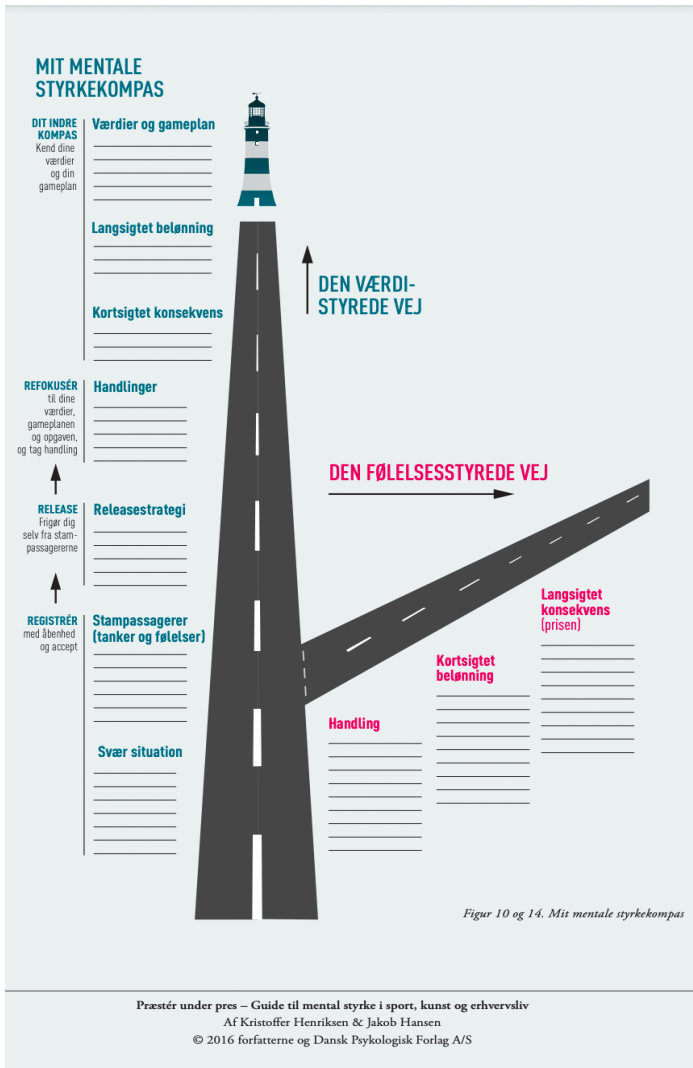 MIT MENTALE
STYRKEKOMPAS
DIT INDRE
KOMPAS
Kend dine
værdier
og din
gameplan
Værdier og gameplan
Langsigtet belønning
Kortsigtet konsekvens
DEN VÆRDI-
STYREDE VEJ
REFOKUSÉR
til dine
værdier,
gameplanen
og opgaven,
og tag handling
Handlinger
DEN FØLELSESSTYREDE VEJ
RELEASE
Frigør dig
selv fra stam-
passagererne
Releasestrategi
REGISTRÉR
med åbenhed
og accept
Stampassagerer
(tanker og følelser)
Svær situation
Handling
Kortsigtet
belønning
Langsigtet
konsekvens
(prisen)
Figur 10 og 14. Mit mentale styrkekompas
Præstér under pres – Guide til mental styrke i sport, kunst og erhvervsliv
Af Kristoffer Henriksen & Jakob Hansen
© 2016 forfatterne og Dansk Psykologisk Forlag A/S